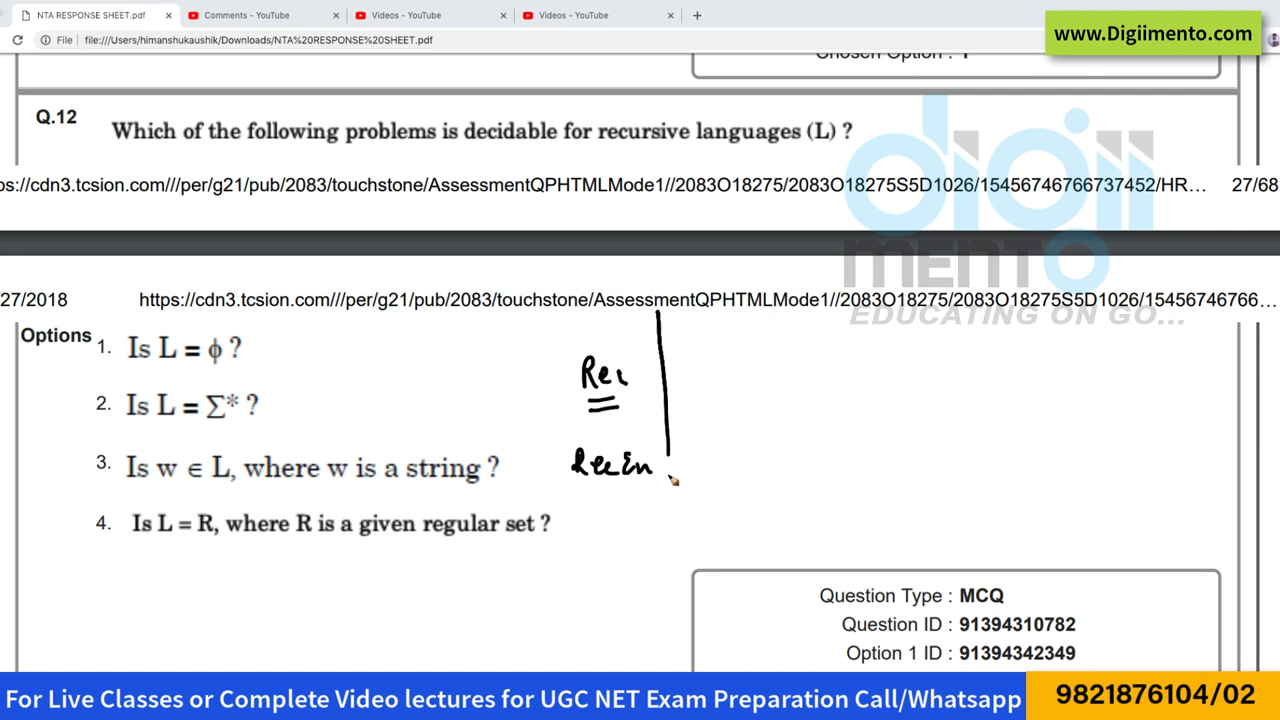 NTA RESPONSE SHEET.pdf
Comments - YouTube
Videos - YouTube
Videos - YouTube
File file:///Users/himanshukaushik/Downloads/NTA%20RESPONSE%20SHEET.pdf
www.Digiimento.com
Chosen Option : 1
Q.12 Which of the following problems is decidable for recursive languages (L) ?
ps://cdn3.tcsion.com///per/g21/pub/2083/touchstone/AssessmentQPHTMLMode1//2083O18275/2083O18275S5D1026/15456746766737452/HR... 27/68
digii
MENTO
EDUCATING ON GO...
27/2018 https://cdn3.tcsion.com///per/g21/pub/2083/touchstone/AssessmentQPHTMLMode1//2083O18275/2083O18275S5D1026/15456746766...
Options 1. Is L = ϕ ?
2. Is L = Σ* ?
3. Is w ∈ L, where w is a string ?
4. Is L = R, where R is a given regular set ?
Rec
RecEn
Question Type : MCQ
Question ID : 91394310782
Option 1 ID : 91394342349
For Live Classes or Complete Video lectures for UGC NET Exam Preparation Call/Whatsapp 9821876104/02